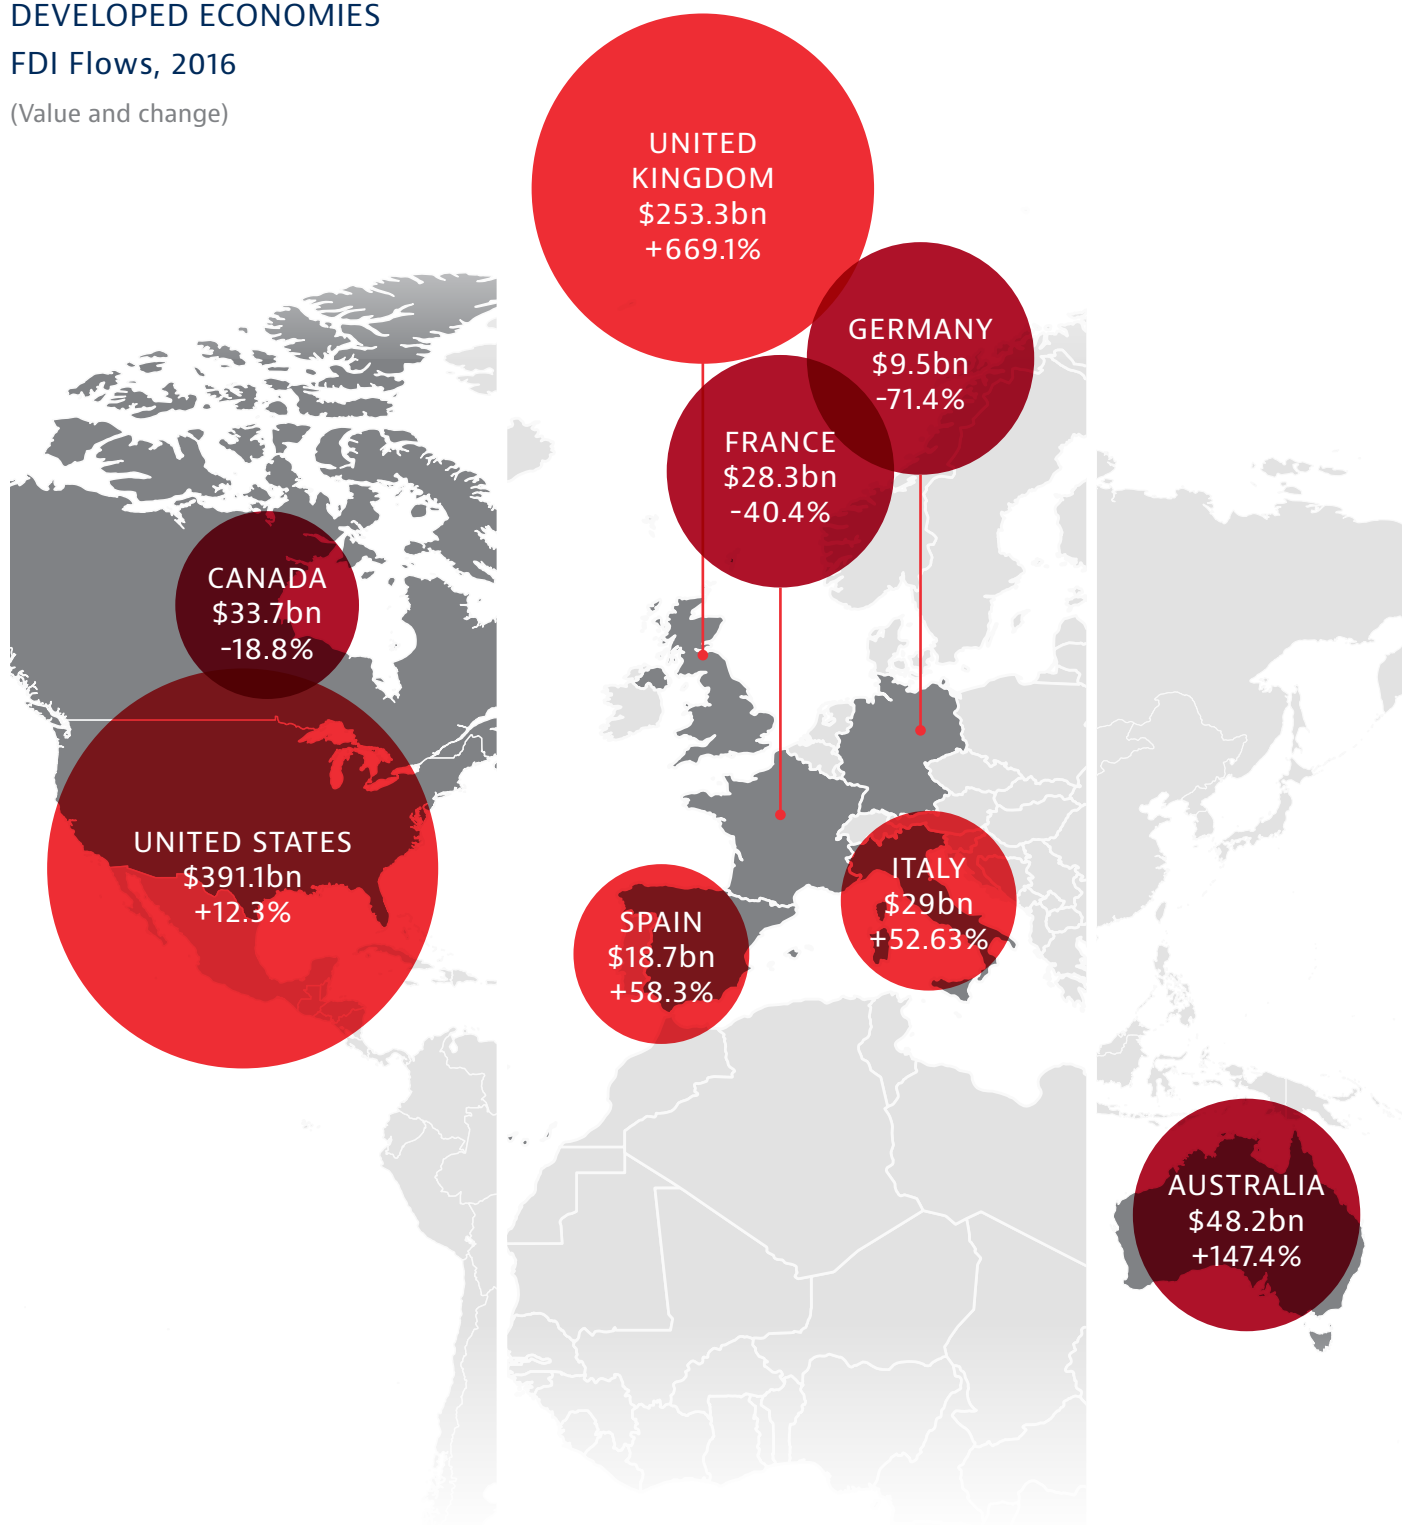 DEVELOPED ECONOMIES
FDI Flows, 2016
(Value and change)
UNITED
KINGDOM
$253.3bn
+669.1%
GERMANY
$9.5bn
-71.4%
FRANCE
$28.3bn
-40.4%
CANADA
$33.7bn
-18.8%
UNITED STATES
$391.1bn
+12.3%
SPAIN
$18.7bn
+58.3%
ITALY
$29bn
+52.63%
AUSTRALIA
$48.2bn
+147.4%